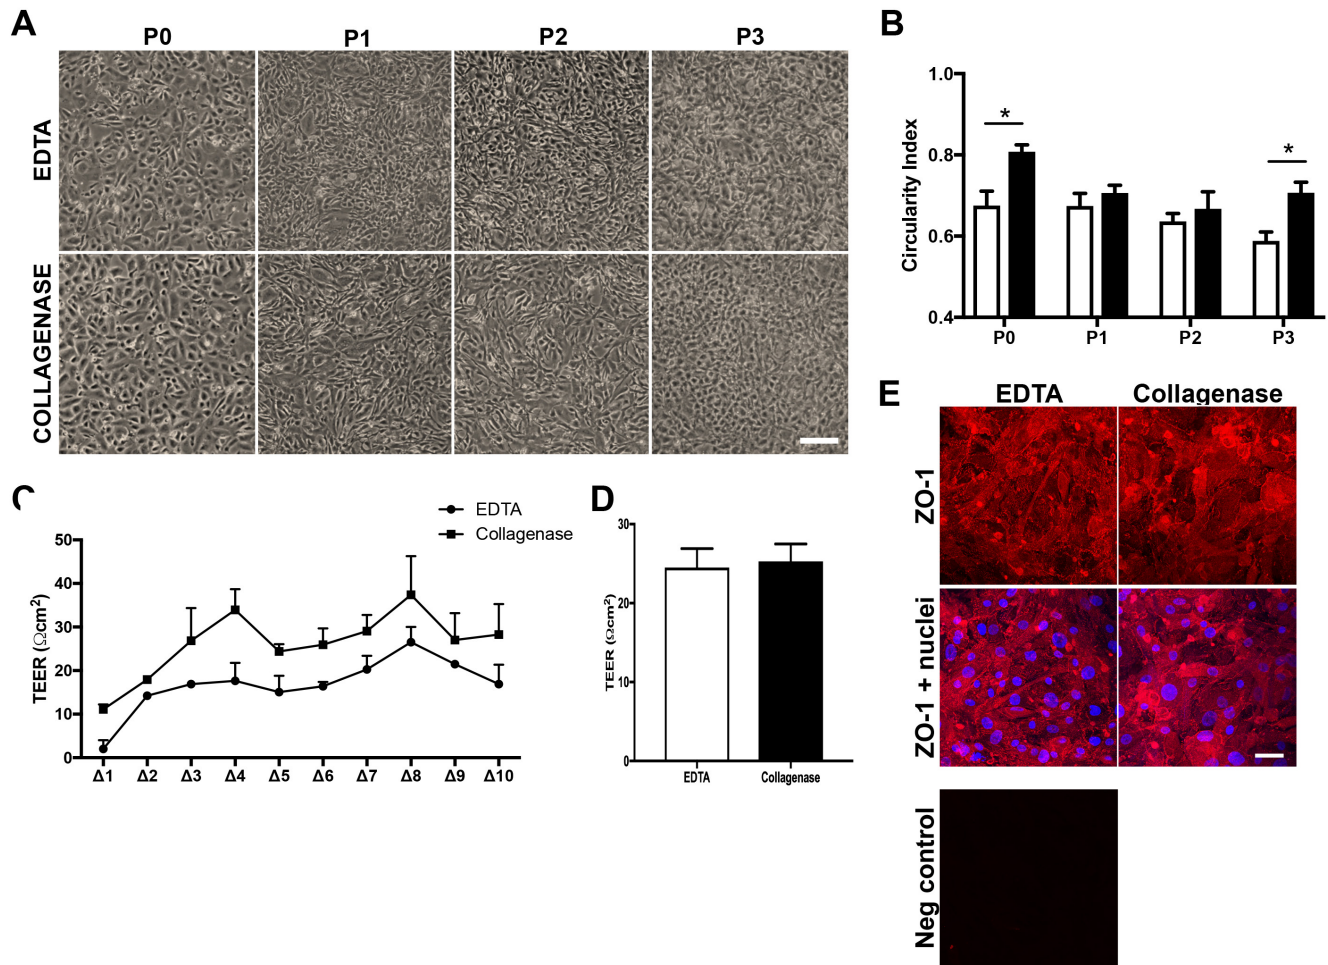 A
P0 P1 P2 P3
EDTA
COLLAGENASE
B
Circularity Index
1.0
0.8
0.6
0.4
* *
P0 P1 P2 P3
C
EDTA
Collagenase
TEER (Ωcm²)
50
40
30
20
10
0
Δ1 Δ2 Δ3 Δ4 Δ5 Δ6 Δ7 Δ8 Δ9 Δ10
D
TEER (Ωcm²)
30
20
10
0
EDTA Collagenase
E
EDTA Collagenase
ZO-1
ZO-1 + nuclei
Neg control